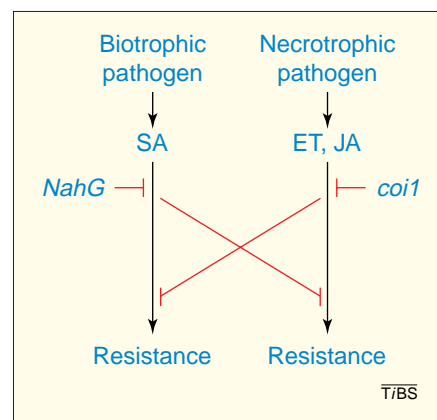 Biotrophic pathogen
Necrotrophic pathogen
SA
ET, JA
NahG
coi1
Resistance
Resistance
TiBS